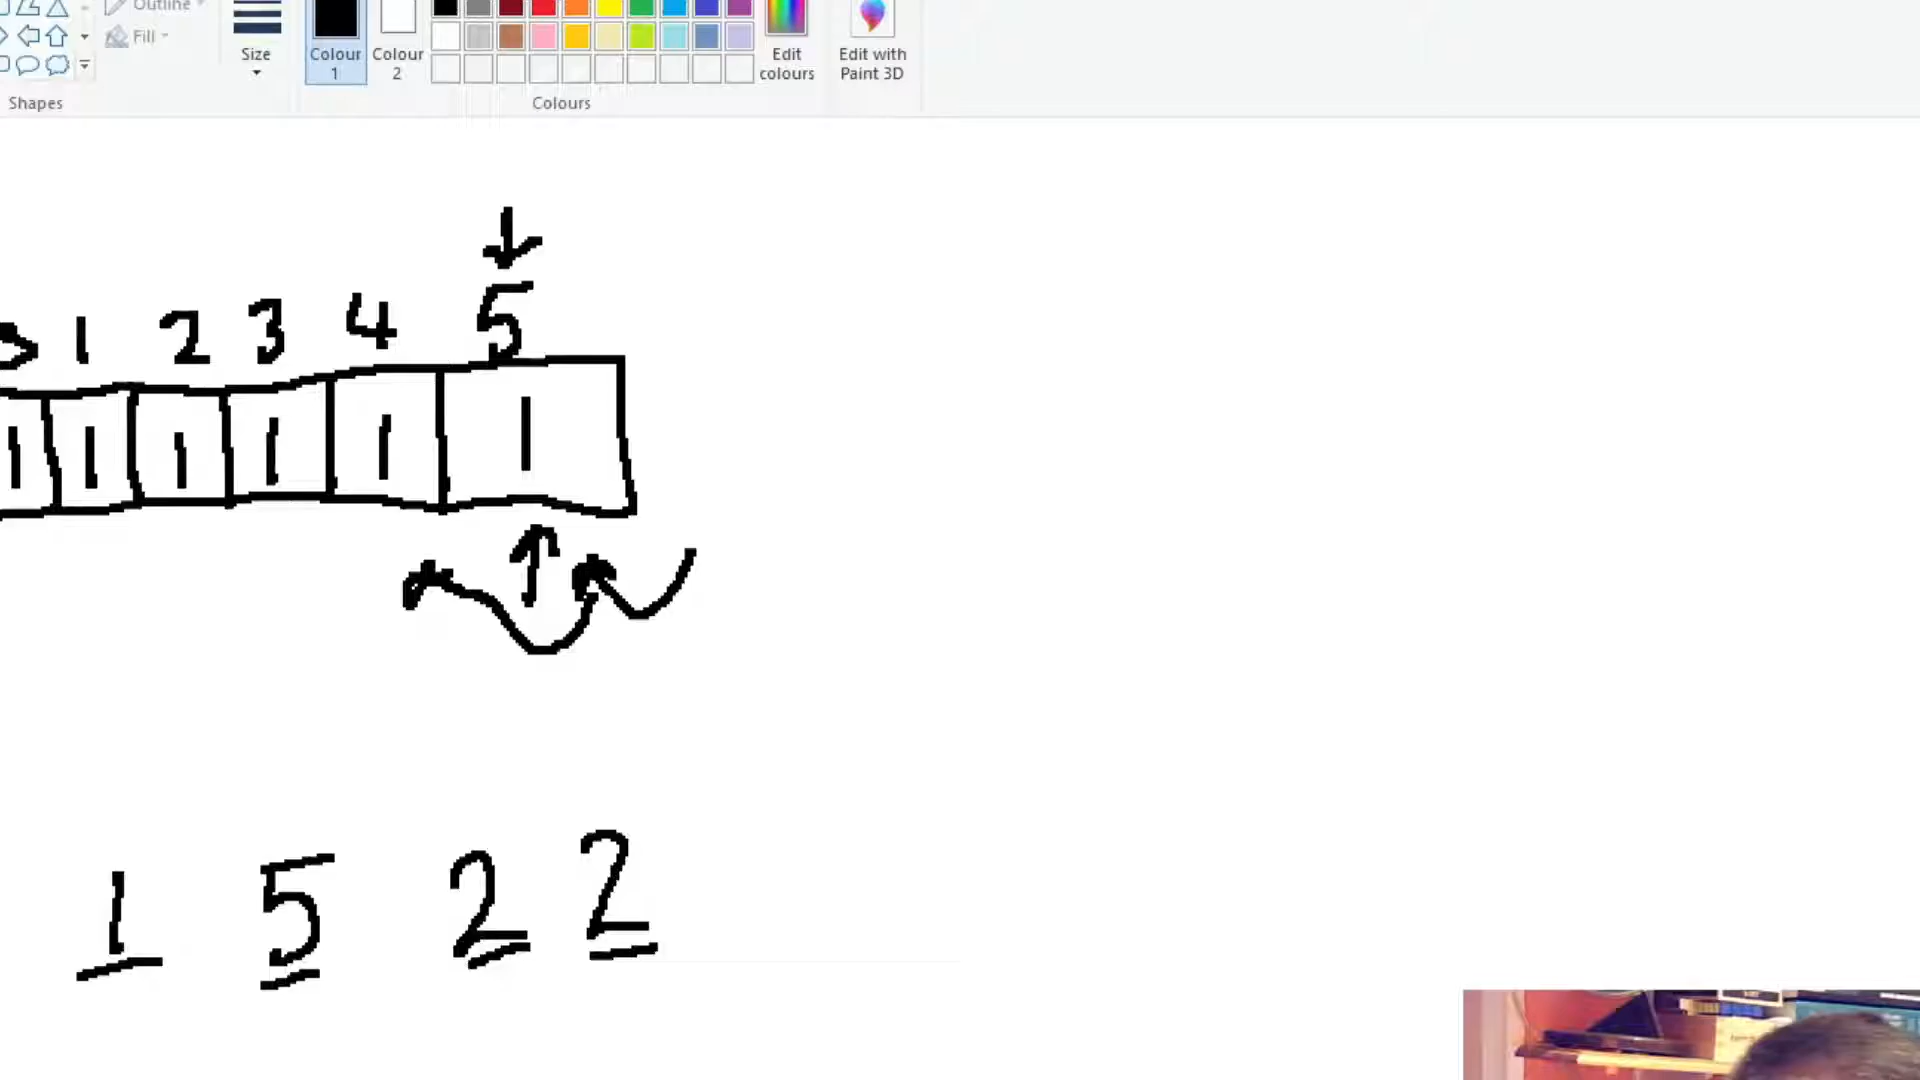 Outline
Fill
Size
Colour 1
Colour 2
Edit colours
Edit with Paint 3D
Shapes
Colours
1 2 3 4 5
1 1 1 1 1 1
1 5 2 2